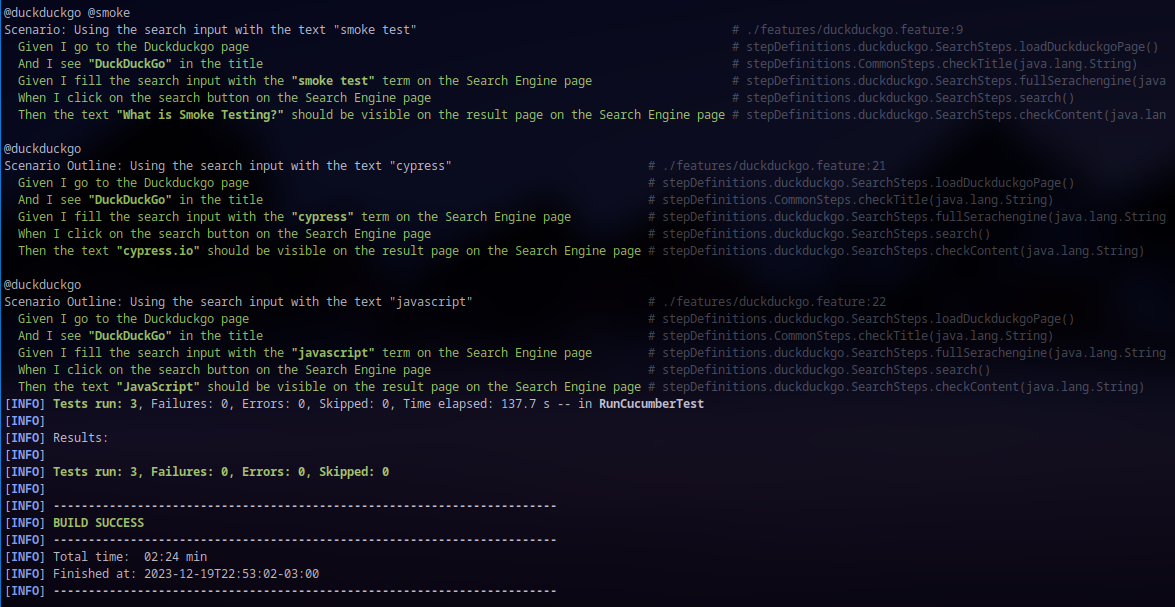 @duckduckgo @smoke
Scenario: Using the search input with the text "smoke test" # ./features/duckduckgo.feature:9
Given I go to the Duckduckgo page # stepDefinitions.duckduckgo.SearchSteps.loadDuckduckgoPage()
And I see "DuckDuckGo" in the title # stepDefinitions.CommonSteps.checkTitle(java.lang.String)
Given I fill the search input with the "smoke test" term on the Search Engine page # stepDefinitions.duckduckgo.SearchSteps.fullSerachengine(java
When I click on the search button on the Search Engine page # stepDefinitions.duckduckgo.SearchSteps.search()
Then the text "What is Smoke Testing?" should be visible on the result page on the Search Engine page # stepDefinitions.duckduckgo.SearchSteps.checkContent(java.lan
@duckduckgo
Scenario Outline: Using the search input with the text "cypress" # ./features/duckduckgo.feature:21
Given I go to the Duckduckgo page # stepDefinitions.duckduckgo.SearchSteps.loadDuckduckgoPage()
And I see "DuckDuckGo" in the title # stepDefinitions.CommonSteps.checkTitle(java.lang.String)
Given I fill the search input with the "cypress" term on the Search Engine page # stepDefinitions.duckduckgo.SearchSteps.fullSerachengine(java.lang.String
When I click on the search button on the Search Engine page # stepDefinitions.duckduckgo.SearchSteps.search()
Then the text "cypress.io" should be visible on the result page on the Search Engine page # stepDefinitions.duckduckgo.SearchSteps.checkContent(java.lang.String)
@duckduckgo
Scenario Outline: Using the search input with the text "javascript" # ./features/duckduckgo.feature:22
Given I go to the Duckduckgo page # stepDefinitions.duckduckgo.SearchSteps.loadDuckduckgoPage()
And I see "DuckDuckGo" in the title # stepDefinitions.CommonSteps.checkTitle(java.lang.String)
Given I fill the search input with the "javascript" term on the Search Engine page # stepDefinitions.duckduckgo.SearchSteps.fullSerachengine(java.lang.String
When I click on the search button on the Search Engine page # stepDefinitions.duckduckgo.SearchSteps.search()
Then the text "JavaScript" should be visible on the result page on the Search Engine page # stepDefinitions.duckduckgo.SearchSteps.checkContent(java.lang.String)
[INFO] Tests run: 3, Failures: 0, Errors: 0, Skipped: 0, Time elapsed: 137.7 s -- in RunCucumberTest
[INFO]
[INFO] Results:
[INFO]
[INFO] Tests run: 3, Failures: 0, Errors: 0, Skipped: 0
[INFO]
[INFO] ------------------------------------------------------------------------
[INFO] BUILD SUCCESS
[INFO] ------------------------------------------------------------------------
[INFO] Total time:  02:24 min
[INFO] Finished at: 2023-12-19T22:53:02-03:00
[INFO] ------------------------------------------------------------------------